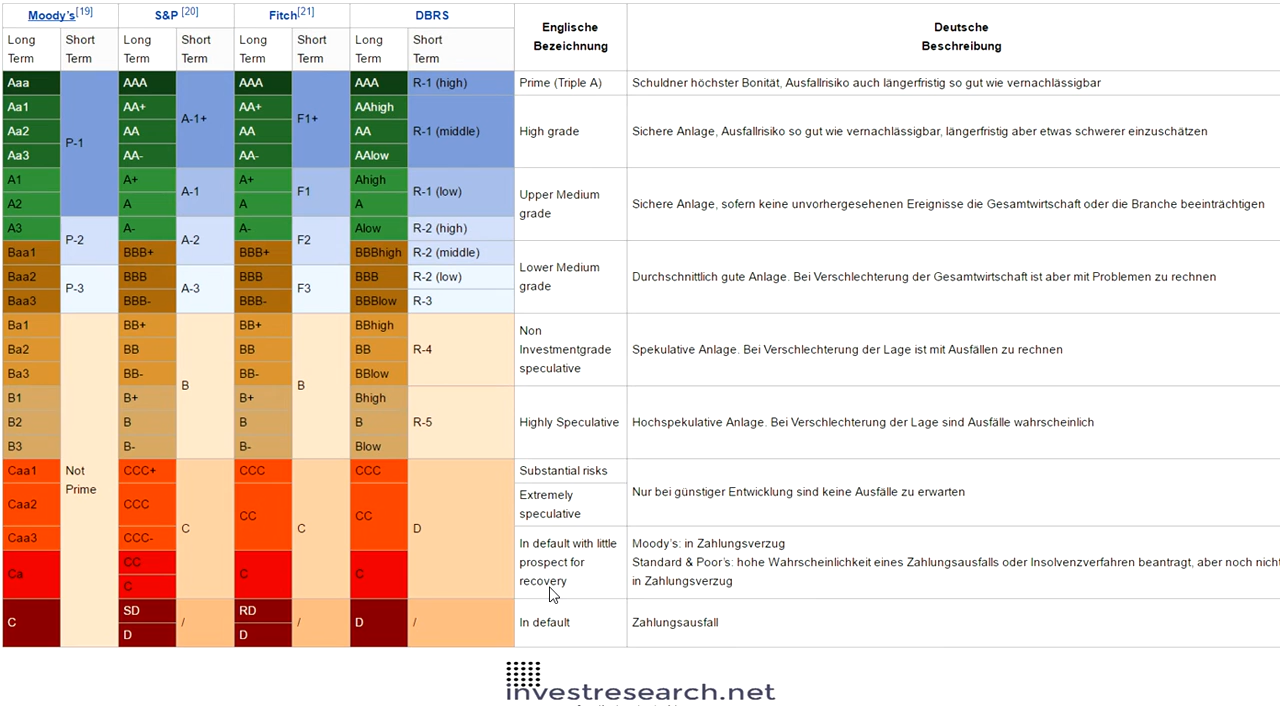 Moody's[19] S&P [20] Fitch[21] DBRS Englische Bezeichnung Deutsche Beschreibung
Long Term Short Term Long Term Short Term Long Term Short Term Long Term Short Term
Aaa P-1 AAA A-1+ AAA F1+ AAA R-1 (high) Prime (Triple A) Schuldner höchster Bonität, Ausfallrisiko auch längerfristig so gut wie vernachlässigbar
Aa1 AA+ AA+ AAhigh R-1 (middle) High grade Sichere Anlage, Ausfallrisiko so gut wie vernachlässigbar, längerfristig aber etwas schwerer einzuschätzen
Aa2 AA AA AA
Aa3 AA- AA- AAlow
A1 A+ A-1 A+ F1 Ahigh R-1 (low) Upper Medium grade Sichere Anlage, sofern keine unvorhergesehenen Ereignisse die Gesamtwirtschaft oder die Branche beeinträchtigen
A2 A A A
A3 P-2 A- A-2 A- F2 Alow R-2 (high)
Baa1 BBB+ BBB+ BBBhigh R-2 (middle) Lower Medium grade Durchschnittlich gute Anlage. Bei Verschlechterung der Gesamtwirtschaft ist aber mit Problemen zu rechnen
Baa2 P-3 BBB A-3 BBB F3 BBB R-2 (low)
Baa3 BBB- BBB- BBBlow R-3
Ba1 Not Prime BB+ B BB+ B BBhigh R-4 Non Investmentgrade speculative Spekulative Anlage. Bei Verschlechterung der Lage ist mit Ausfällen zu rechnen
Ba2 BB BB BB
Ba3 BB- BB- BBlow
B1 B+ B+ Bhigh R-5 Highly Speculative Hochspekulative Anlage. Bei Verschlechterung der Lage sind Ausfälle wahrscheinlich
B2 B B B
B3 B- B- Blow
Caa1 CCC+ C CCC C CCC D Substantial risks Nur bei günstiger Entwicklung sind keine Ausfälle zu erwarten
Caa2 CCC CC CC Extremely speculative
Caa3 CCC- In default with little prospect for recovery Moody's: in Zahlungsverzug
Ca CC C C Standard & Poor's: hohe Wahrscheinlichkeit eines Zahlungsausfalls oder Insolvenzverfahren beantragt, aber noch nicht
C in Zahlungsverzug
C SD / RD / D / In default Zahlungsausfall
D D
investresearch.net